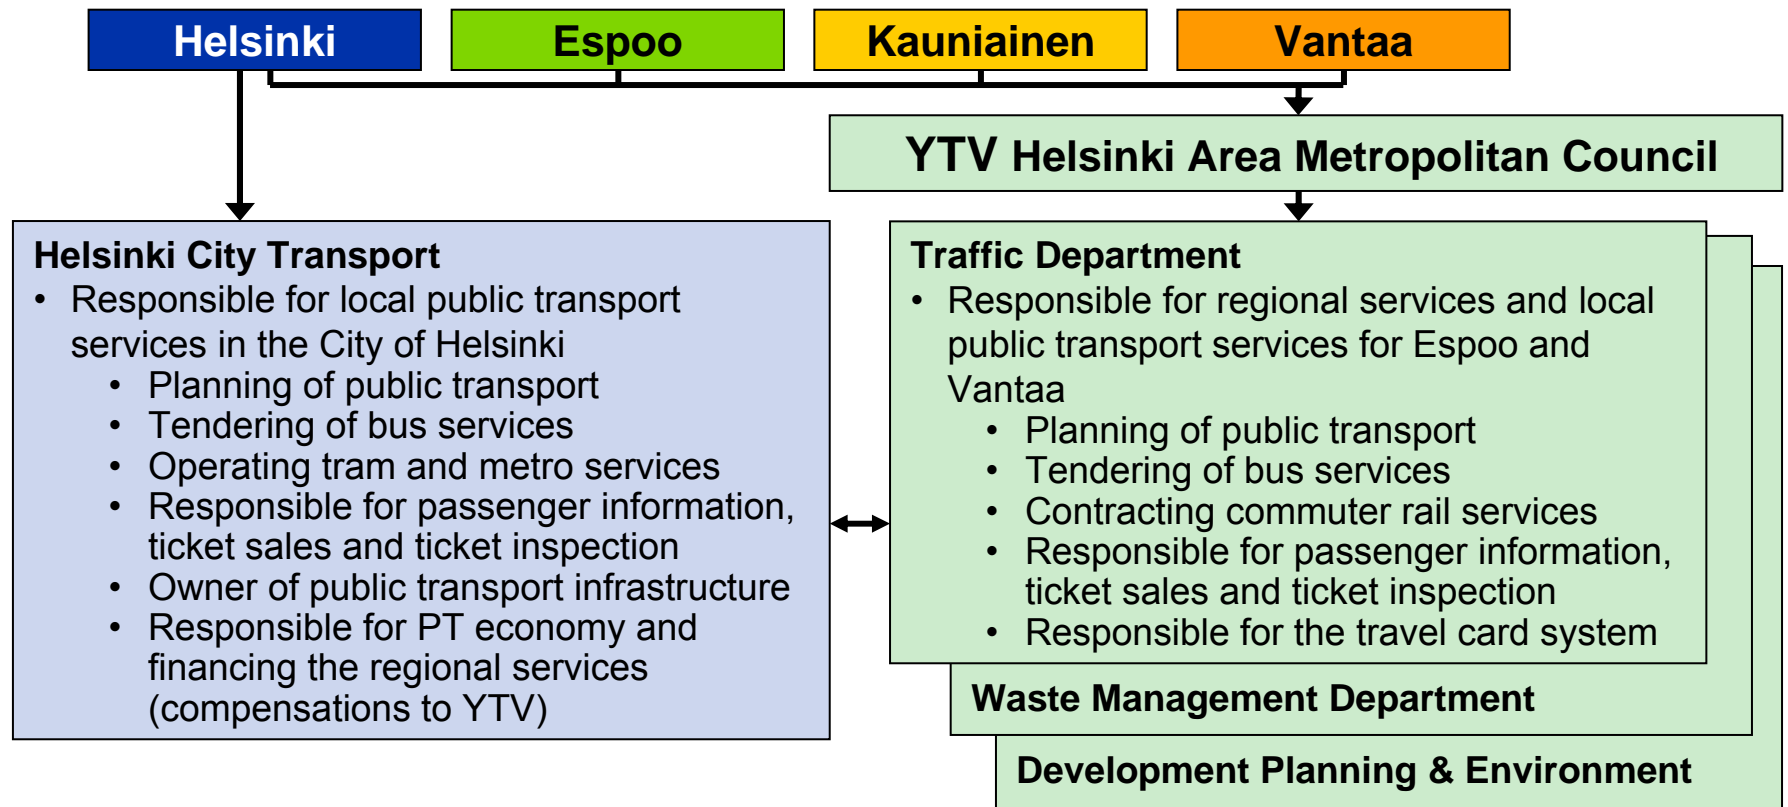 Helsinki
Espoo
Kauniainen
Vantaa
YTV Helsinki Area Metropolitan Council
Helsinki City Transport
• Responsible for local public transport
services in the City of Helsinki
• Planning of public transport
• Tendering of bus services
• Operating tram and metro services
• Responsible for passenger information,
ticket sales and ticket inspection
• Owner of public transport infrastructure
• Responsible for PT economy and
financing the regional services
(compensations to YTV)
Traffic Department
• Responsible for regional services and local
public transport services for Espoo and
Vantaa
• Planning of public transport
• Tendering of bus services
• Contracting commuter rail services
• Responsible for passenger information,
ticket sales and ticket inspection
• Responsible for the travel card system
Waste Management Department
Development Planning & Environment